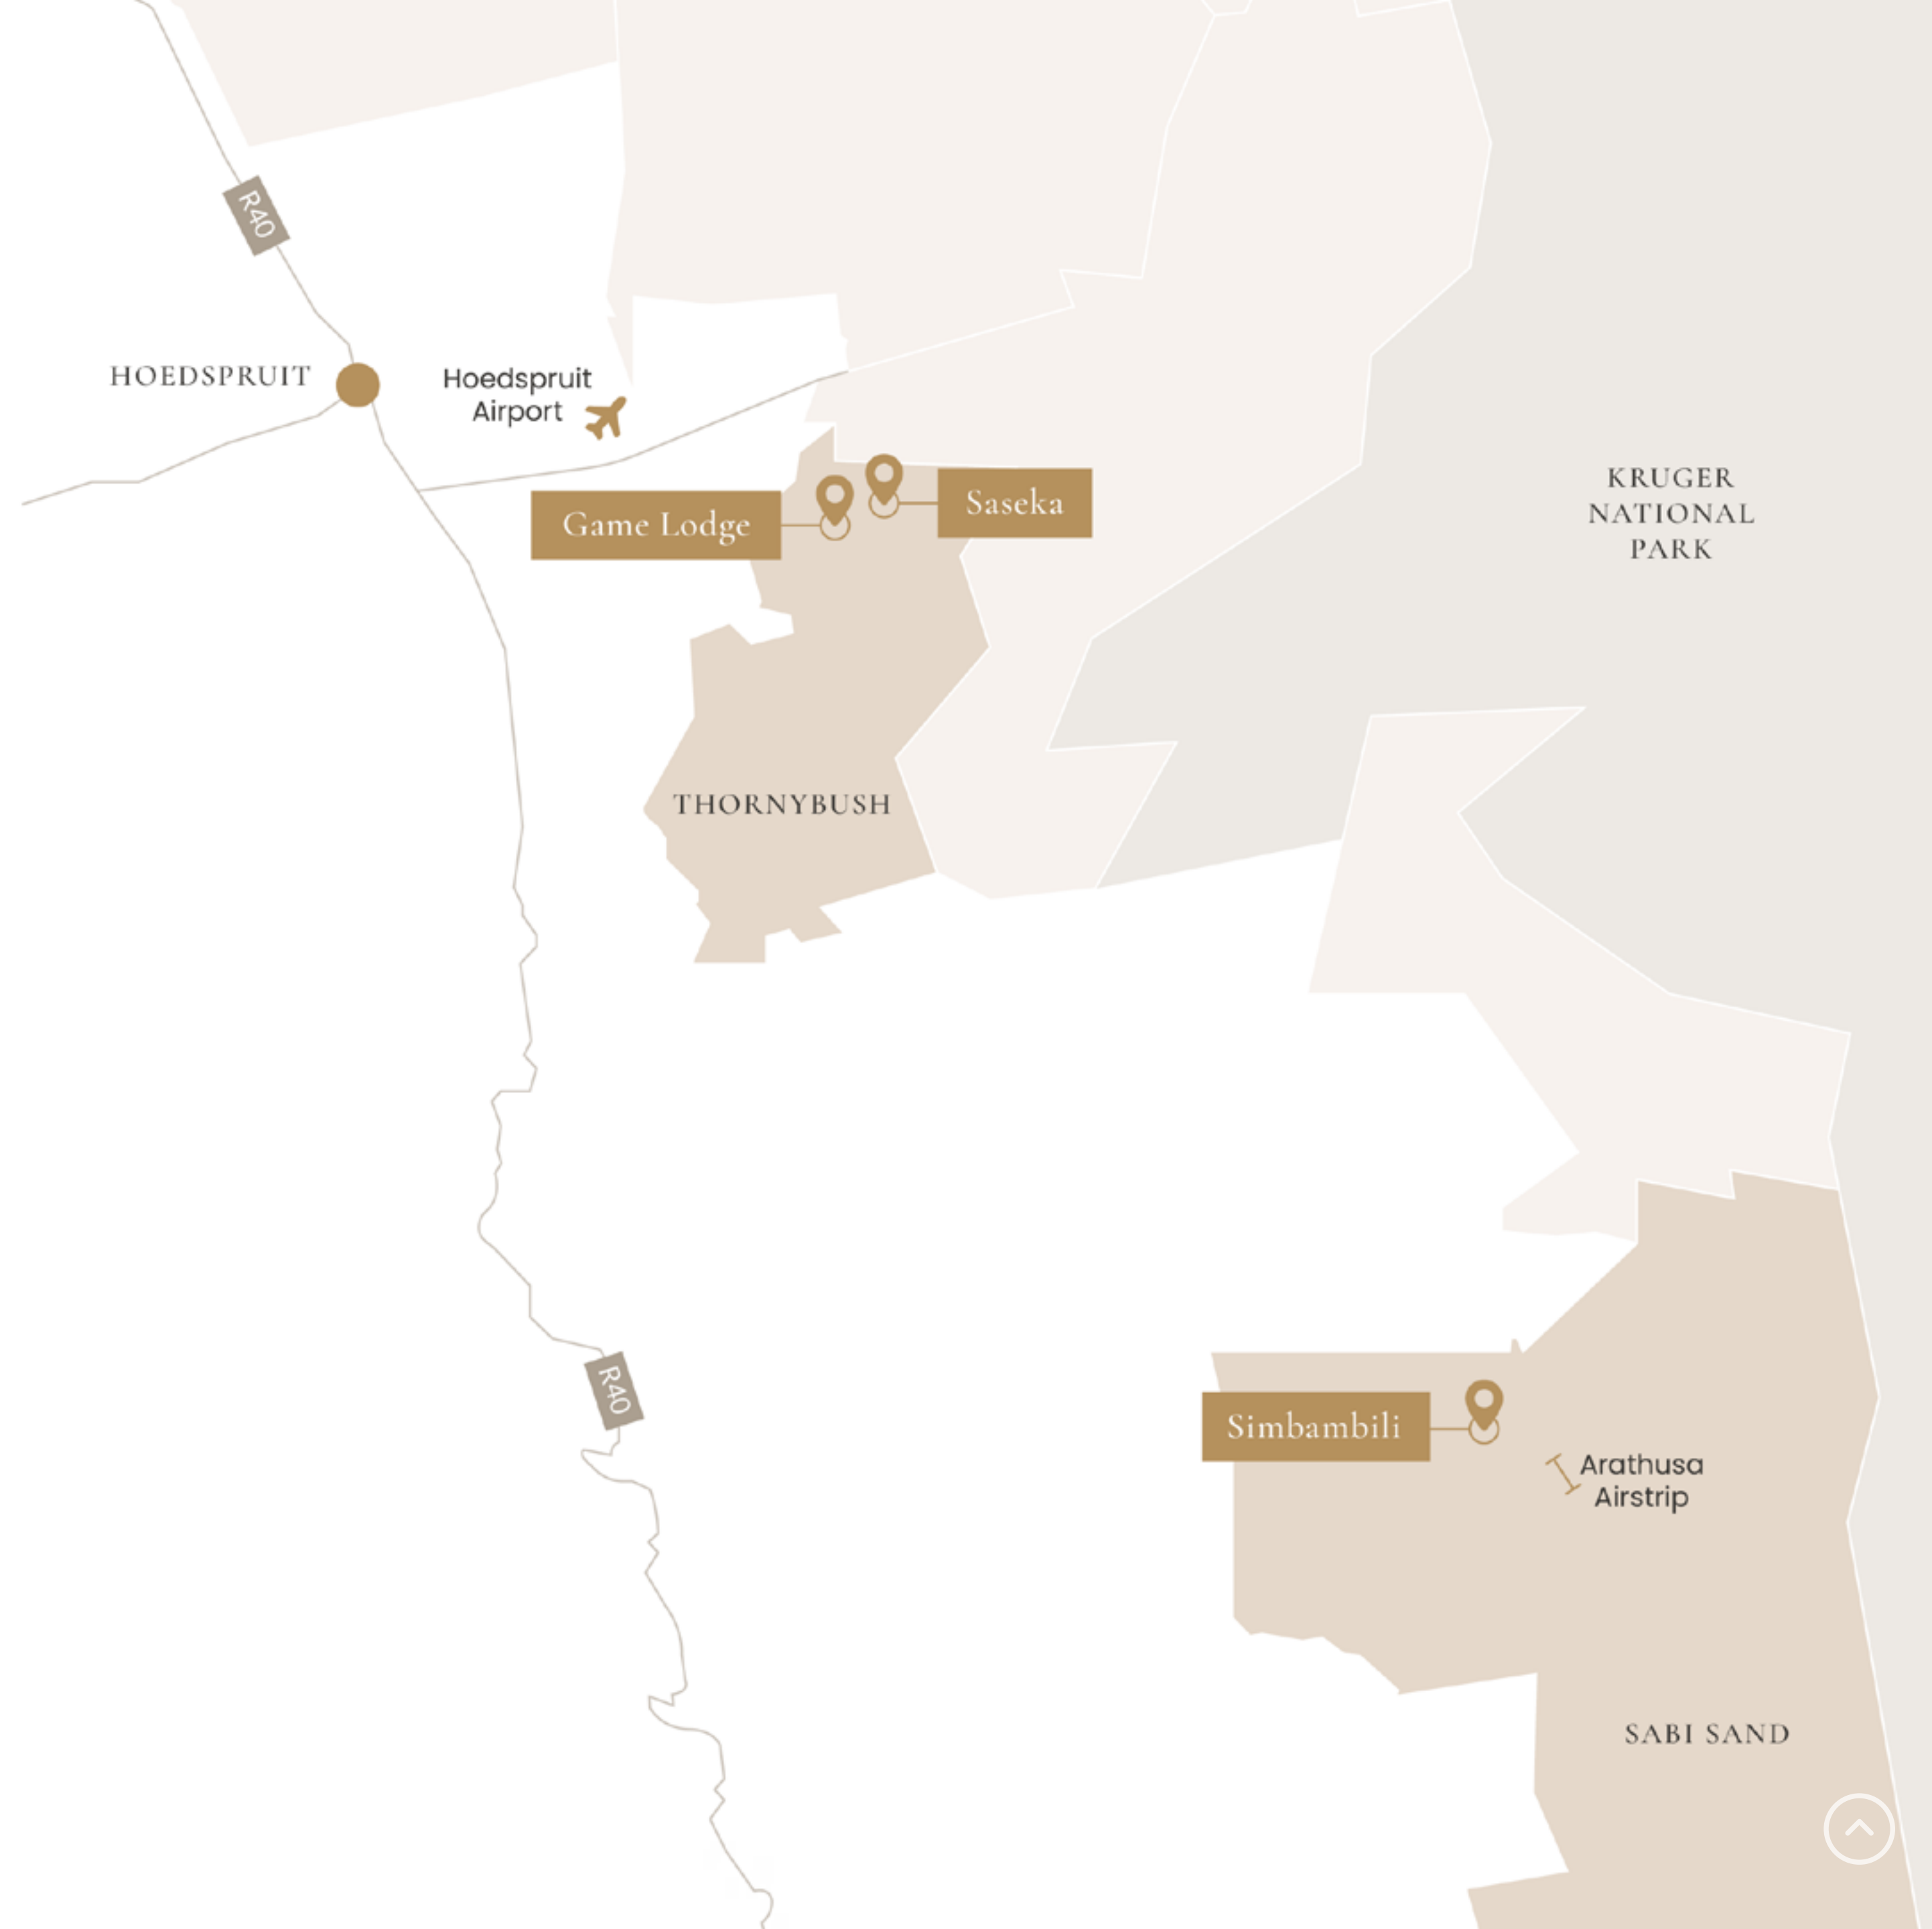 R40
HOEDSPRUIT
Hoedspruit
Airport
KRUGER
NATIONAL
PARK
Saseka
Game Lodge
THORNYBUSH
R40
Simbambili
Arathusa
Airstrip
SABI SAND